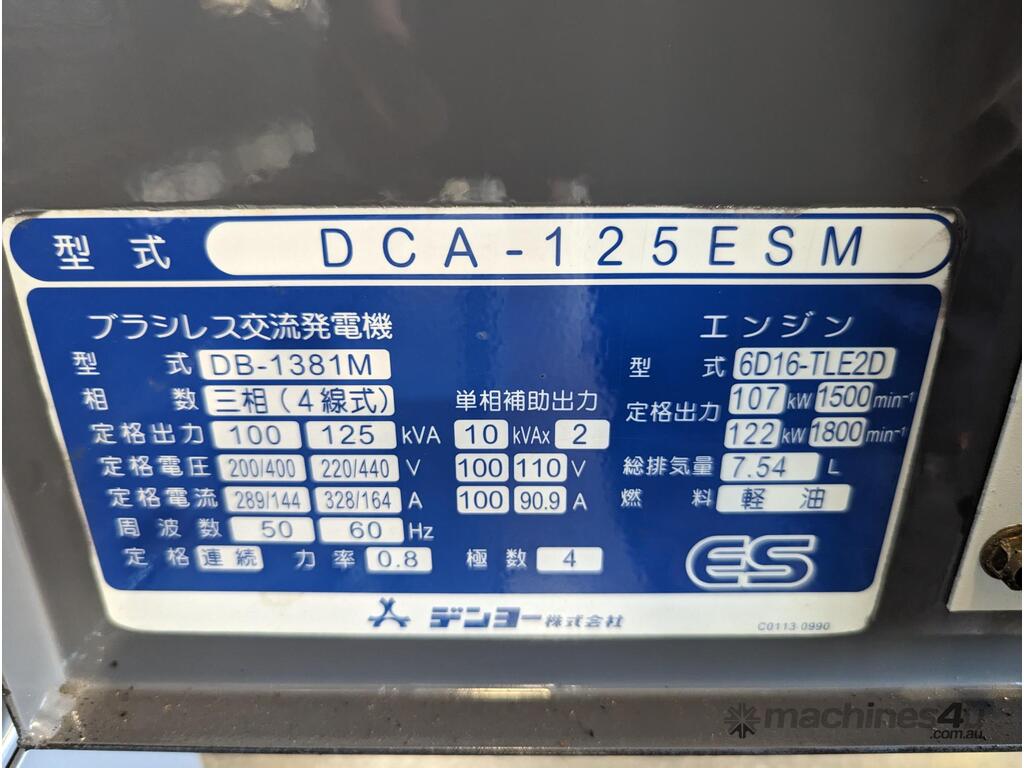 型式 DCA-125ESM
ブラシレス交流発電機
型式 DB-1381M
相数 三相(4線式)
定格出力 100 125 kVA
定格電圧 200/400 220/440 V
定格電流 289/144 328/164 A
周波数 50 60 Hz
定格 連続 力率 0.8 極数 4
単相補助出力
10 kVAx 2
100 110 V
100 90.9 A
エンジン
型式 6D16-TLE2D
定格出力 107 kW 1500 min⁻¹
122 kW 1800 min⁻¹
総排気量 7.54 L
燃料 軽油
ES
デンヨー株式会社
C0113-0990
machines4u
.com.au